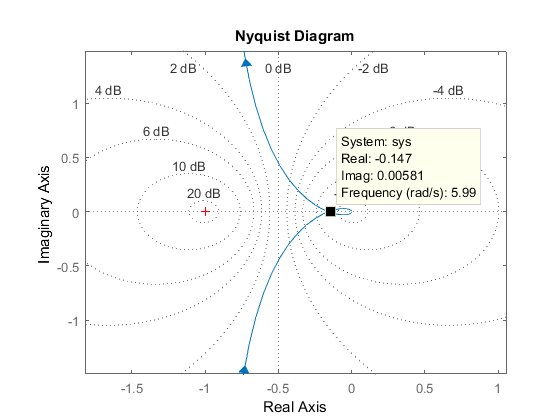 Nyquist Diagram
2 dB
0 dB
-2 dB
4 dB
-4 dB
6 dB
10 dB
20 dB
System: sys
Real: -0.147
Imag: 0.00581
Frequency (rad/s): 5.99
1
0.5
0
-0.5
-1
Imaginary Axis
-1.5
-1
-0.5
0
0.5
1
Real Axis